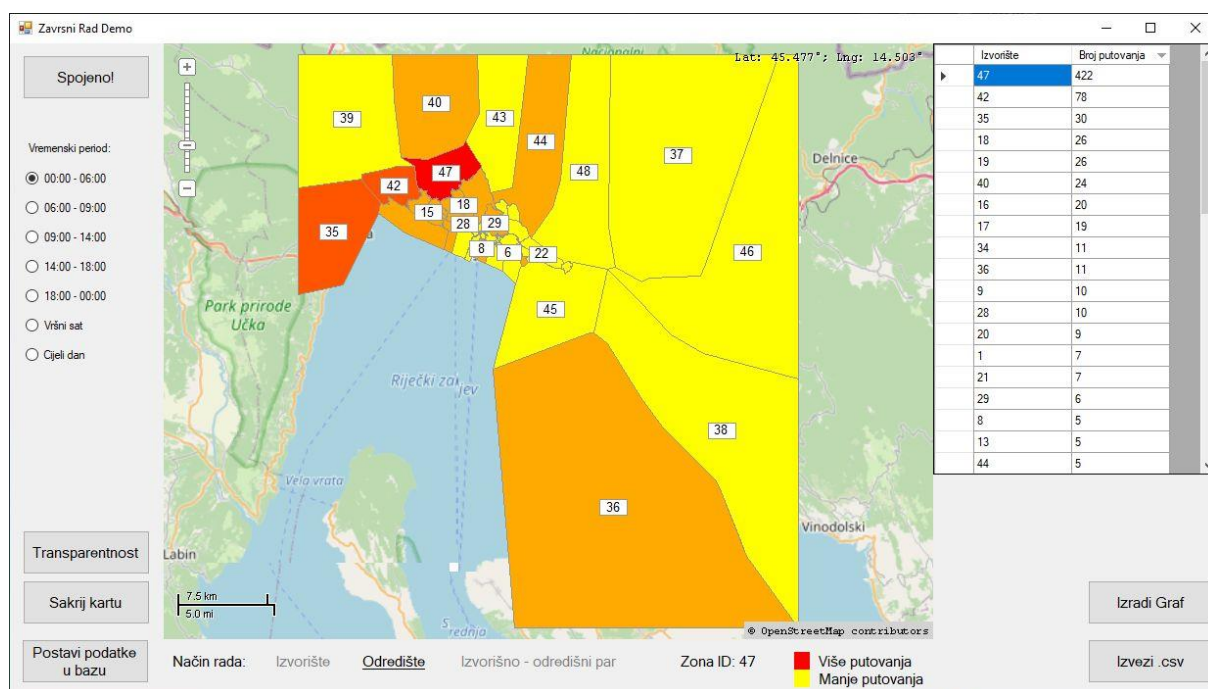 Zavrsni Rad Demo
Spojeno!
Vremenski period:
00:00 - 06:00
06:00 - 09:00
09:00 - 14:00
14:00 - 18:00
18:00 - 00:00
Vršni sat
Cijeli dan
Transparentnost
Sakrij kartu
Postavi podatke
u bazu
Nacionalni
Lat: 45.477°; Lng: 14.503°
39
40
43
44
37
Delnice
47
48
42
15
18
28
29
35
8
6
22
46
Park prirode
Učka
45
Riječki zaljev
38
Vela vrata
36
Vinodolski
Labin
7.5 km
5.0 mi
Srednja
© OpenStreetMap contributors
Način rada: Izvorište Odredište Izvorišno - odredišni par Zona ID: 47
Više putovanja
Manje putovanja
Izvorište Broj putovanja
47 422
42 78
35 30
18 26
19 26
40 24
16 20
17 19
34 11
36 11
9 10
28 10
20 9
1 7
21 7
29 6
8 5
13 5
44 5
Izradi Graf
Izvezi .csv